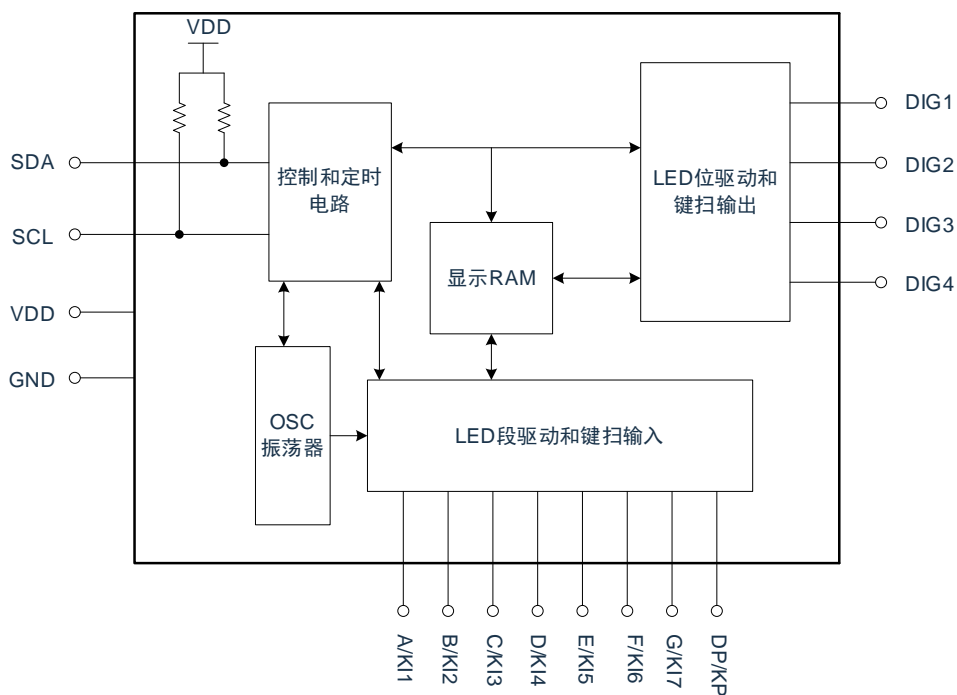 VDD
SDA
SCL
VDD
GND
控制和定时
电路
显示RAM
LED位驱动和
键扫输出
DIG1
DIG2
DIG3
DIG4
OSC
振荡器
LED段驱动和键扫输入
A/KI1
B/KI2
C/KI3
D/KI4
E/KI5
F/KI6
G/KI7
DP/KP